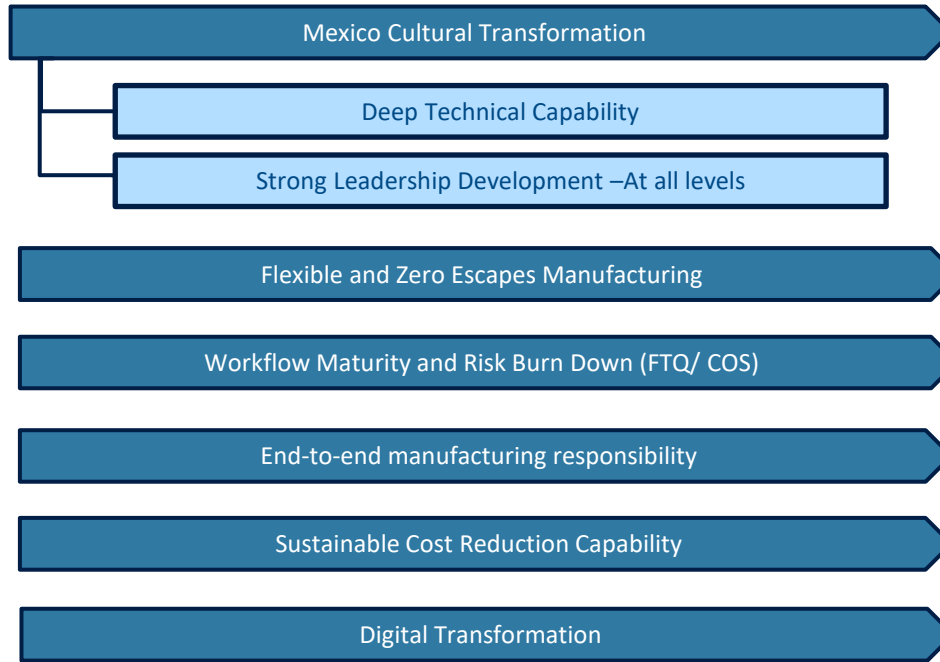 Mexico Cultural Transformation
Deep Technical Capability
Strong Leadership Development –At all levels
Flexible and Zero Escapes Manufacturing
Workflow Maturity and Risk Burn Down (FTQ/ COS)
End-to-end manufacturing responsibility
Sustainable Cost Reduction Capability
Digital Transformation